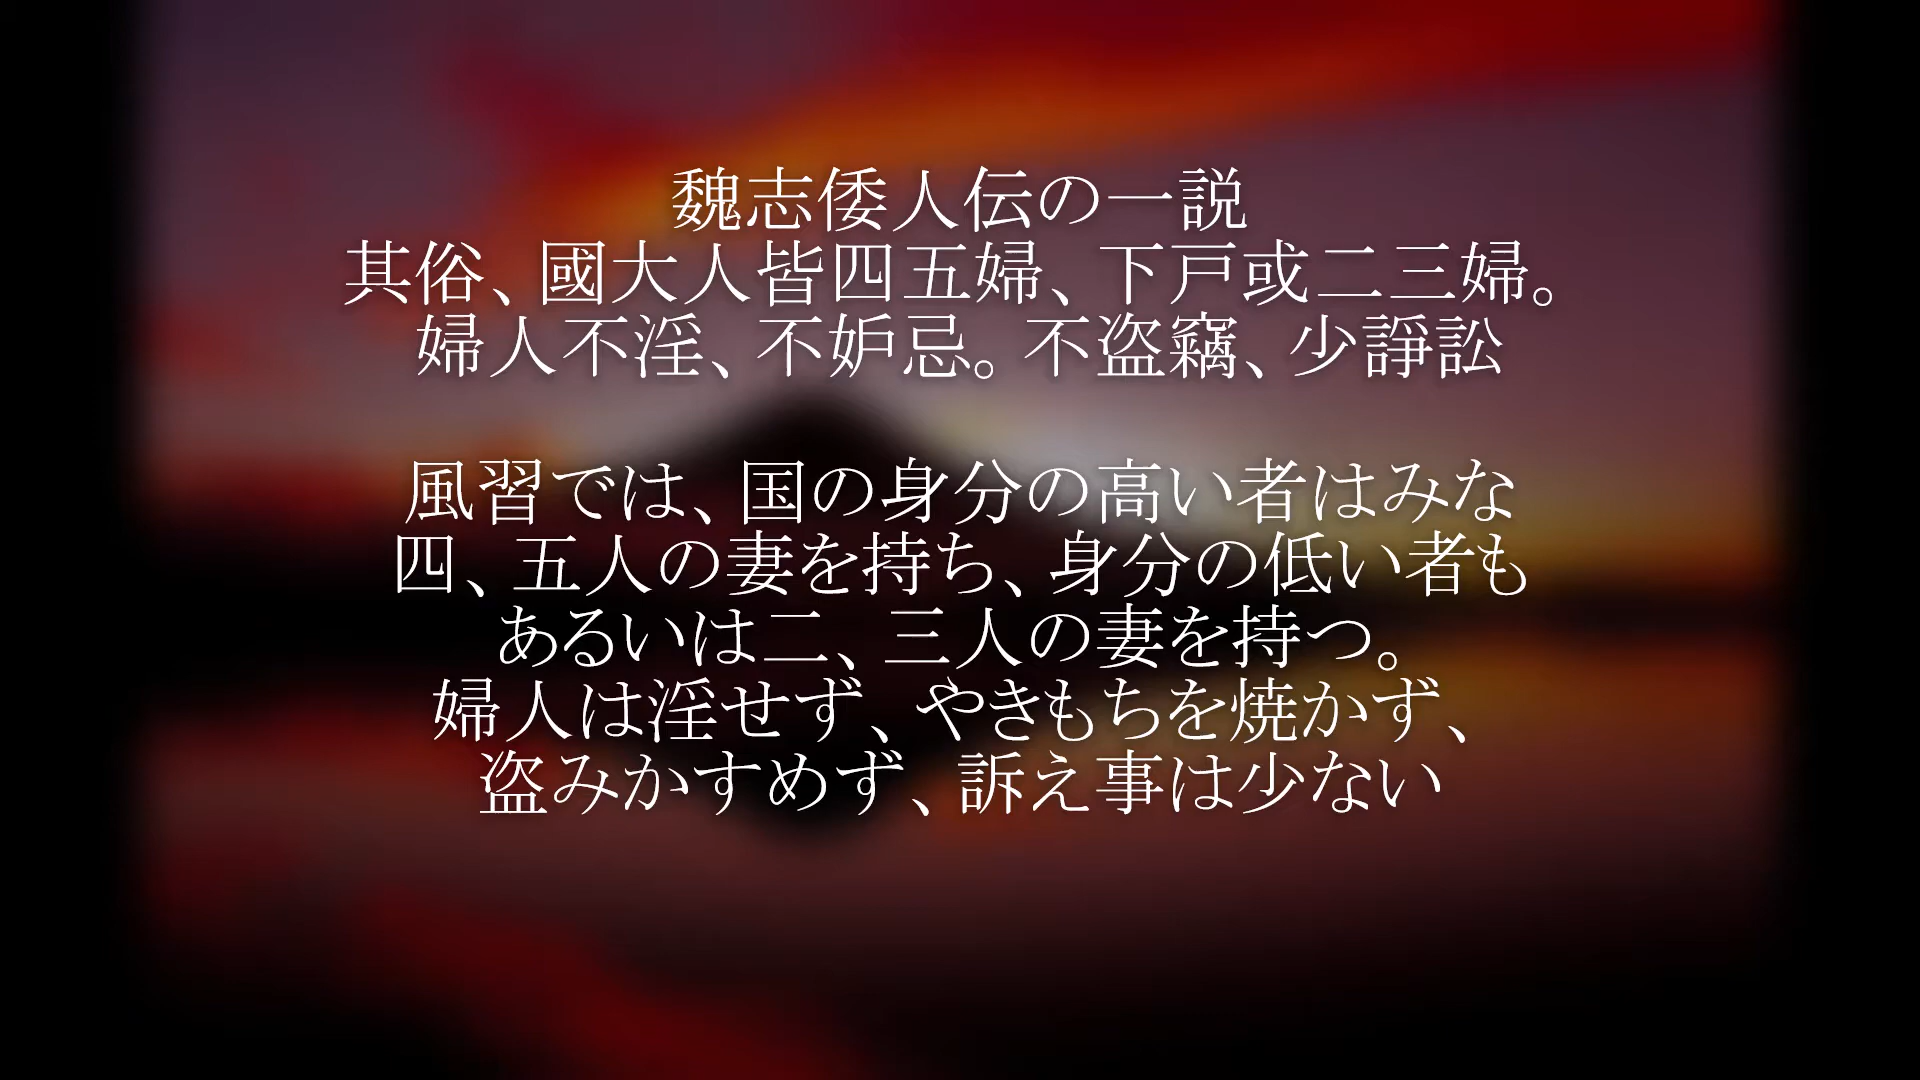 魏志倭人伝の一説
其俗、國大人皆四五婦、下戸或二三婦。
婦人不淫、不妒忌。不盗竊、少諍訟
風習では、国の身分の高い者はみな
四、五人の妻を持ち、身分の低い者も
あるいは二、三人の妻を持つ。
婦人は淫せず、やきもちを焼かず、
盗みかすめず、訴え事は少ない